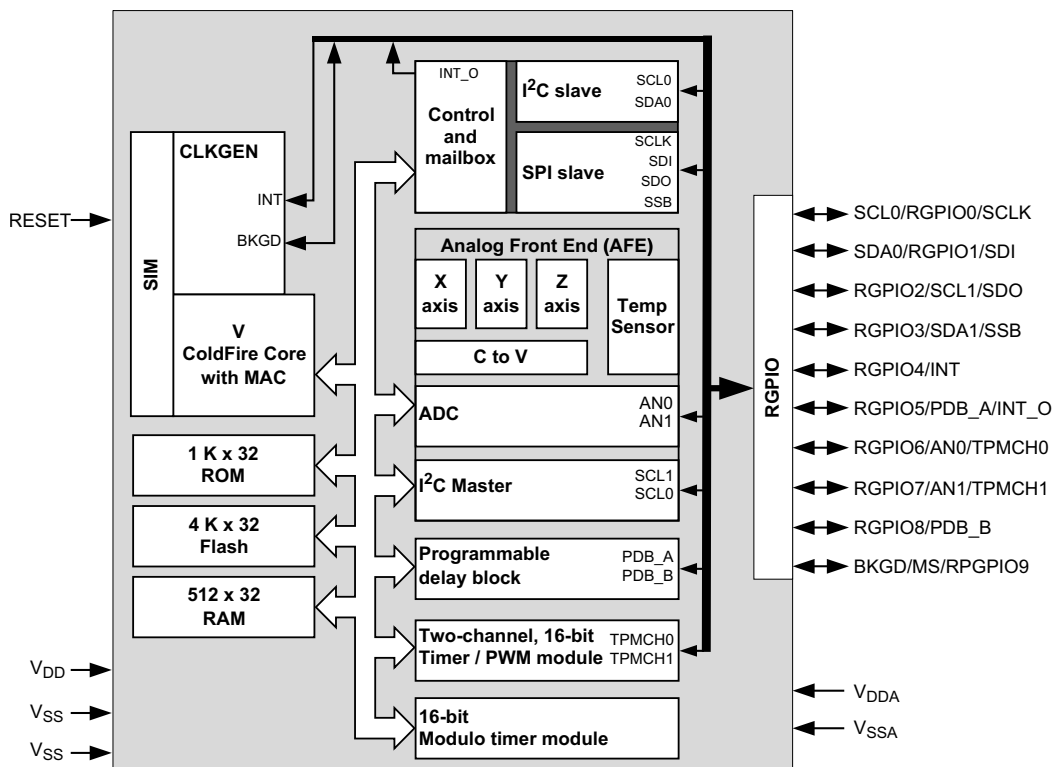 INT_O
Control
and
mailbox
I²C slave
SCL0
SDA0
SPI slave
SCLK
SDI
SDO
SSB
RESET
SIM
CLKGEN
INT
BKGD
V
ColdFire Core
with MAC
1 K x 32
ROM
4 K x 32
Flash
512 x 32
RAM
Analog Front End (AFE)
X
axis
Y
axis
Z
axis
Temp
Sensor
C to V
ADC
AN0
AN1
I²C Master
SCL1
SCL0
Programmable
delay block
PDB_A
PDB_B
Two-channel, 16-bit
Timer / PWM module
TPMCH0
TPMCH1
16-bit
Modulo timer module
RGPIO
SCL0/RGPIO0/SCLK
SDA0/RGPIO1/SDI
RGPIO2/SCL1/SDO
RGPIO3/SDA1/SSB
RGPIO4/INT
RGPIO5/PDB_A/INT_O
RGPIO6/AN0/TPMCH0
RGPIO7/AN1/TPMCH1
RGPIO8/PDB_B
BKGD/MS/RPGPIO9
VDD
VSS
VSS
VDDA
VSSA